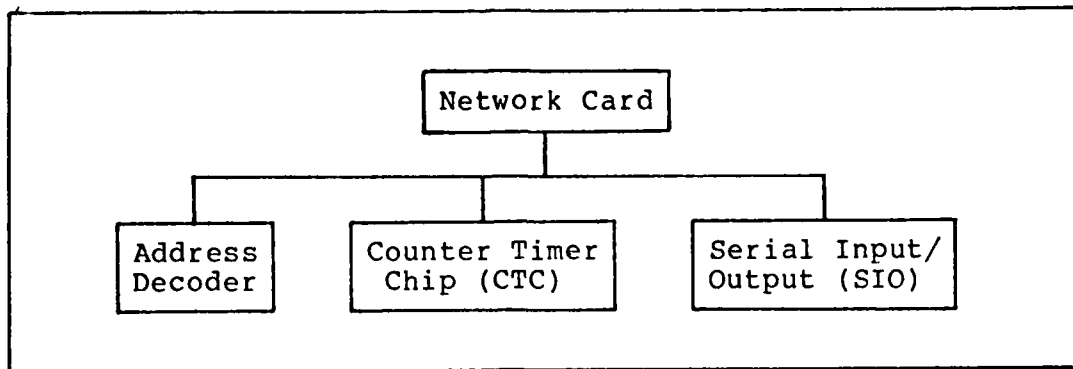 Network Card
Address
Decoder
Counter Timer
Chip (CTC)
Serial Input/
Output (SIO)